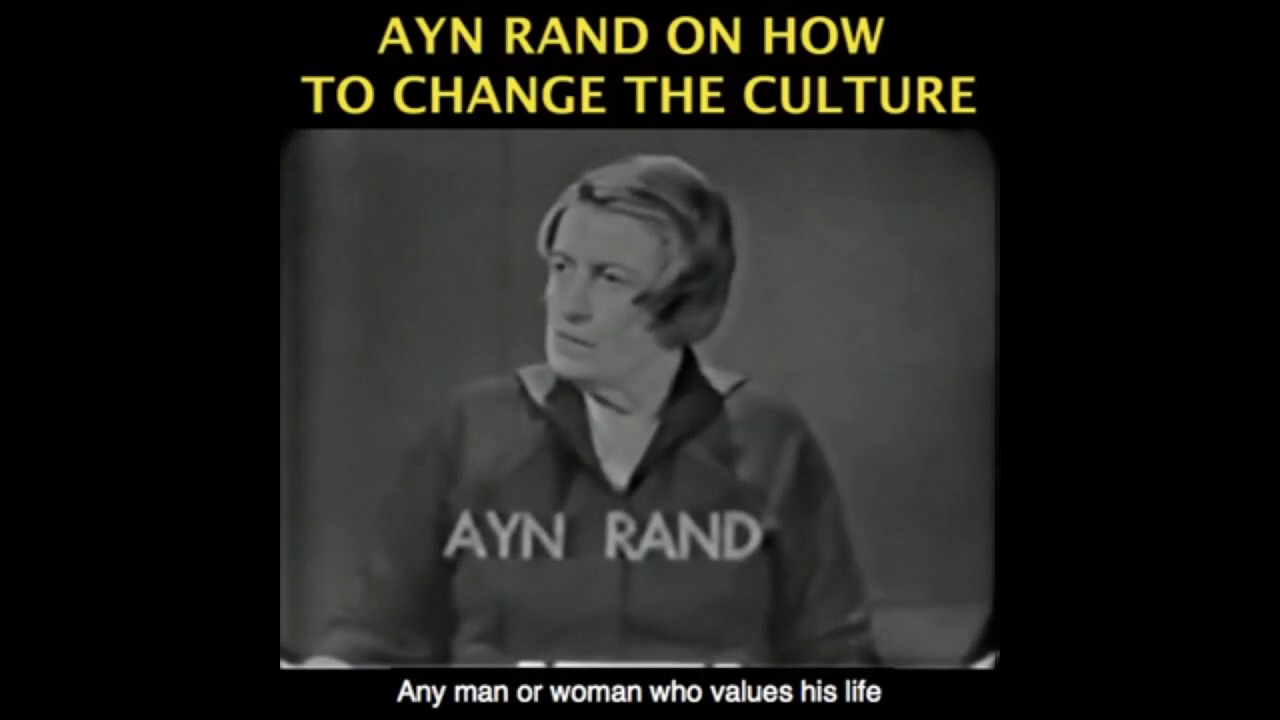 AYN RAND ON HOW
TO CHANGE THE CULTURE
AYN RAND
Any man or woman who values his life